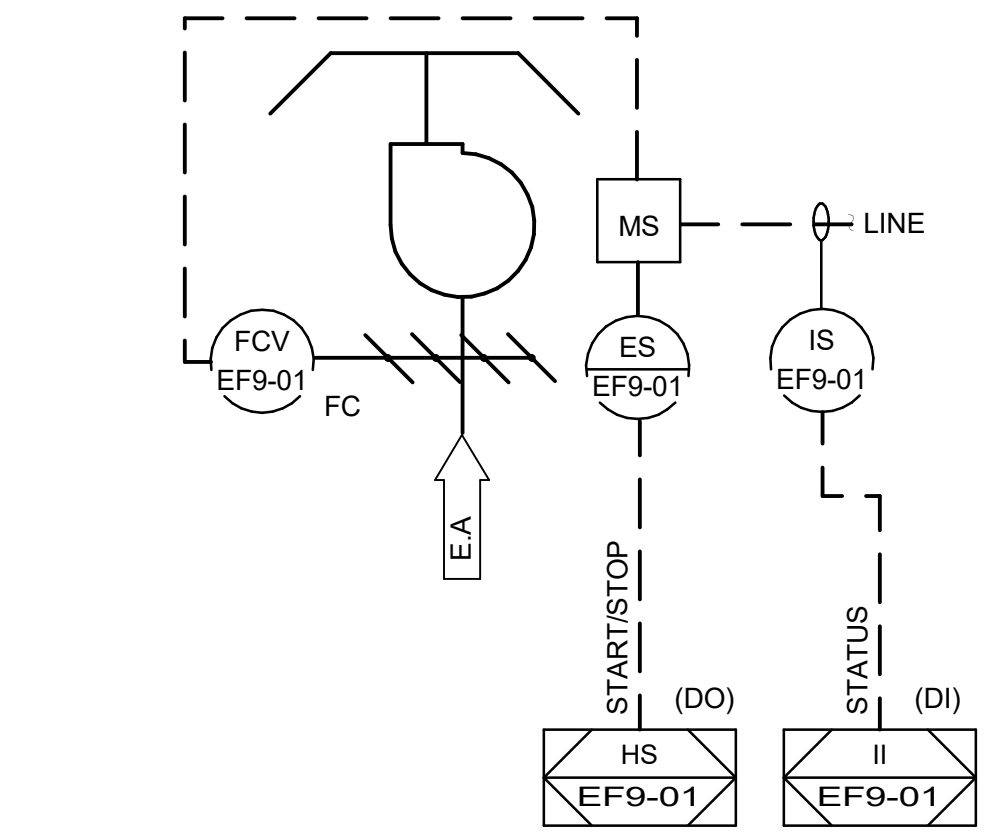 MS
LINE
FCV
EF9-01
FC
ES
EF9-01
IS
EF9-01
E.A
START/STOP
(DO)
STATUS
(DI)
HS
EF9-01
II
EF9-01